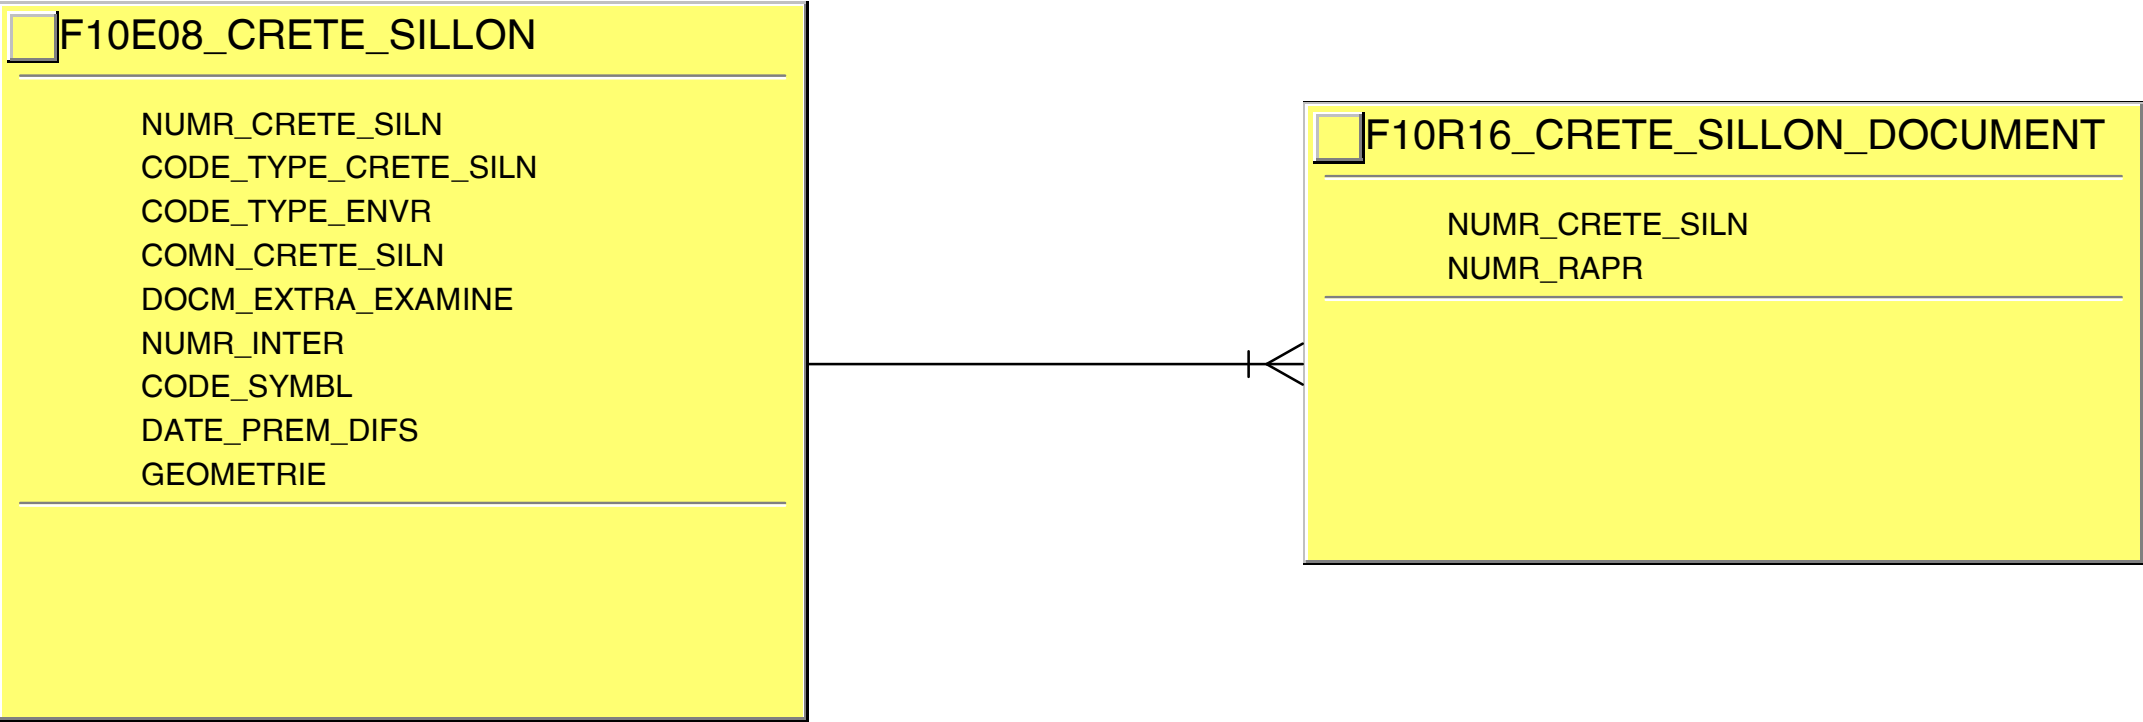 F10E08_CRETE_SILLON
NUMR_CRETE_SILN
CODE_TYPE_CRETE_SILN
CODE_TYPE_ENVR
COMN_CRETE_SILN
DOCM_EXTRA_EXAMINE
NUMR_INTER
CODE_SYMBL
DATE_PREM_DIFS
GEOMETRIE
F10R16_CRETE_SILLON_DOCUMENT
NUMR_CRETE_SILN
NUMR_RAPR